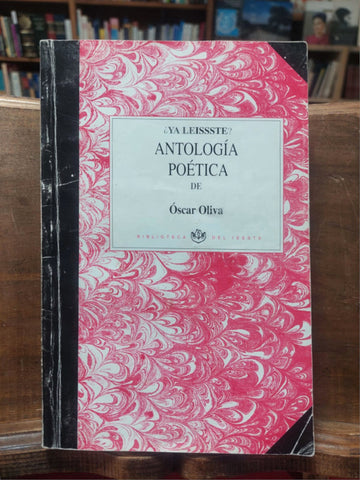 ¿YA LEISSSTE?
ANTOLOGÍA
POÉTICA
DE
Óscar Oliva
BIBLIOTECA DEL ISSSTE